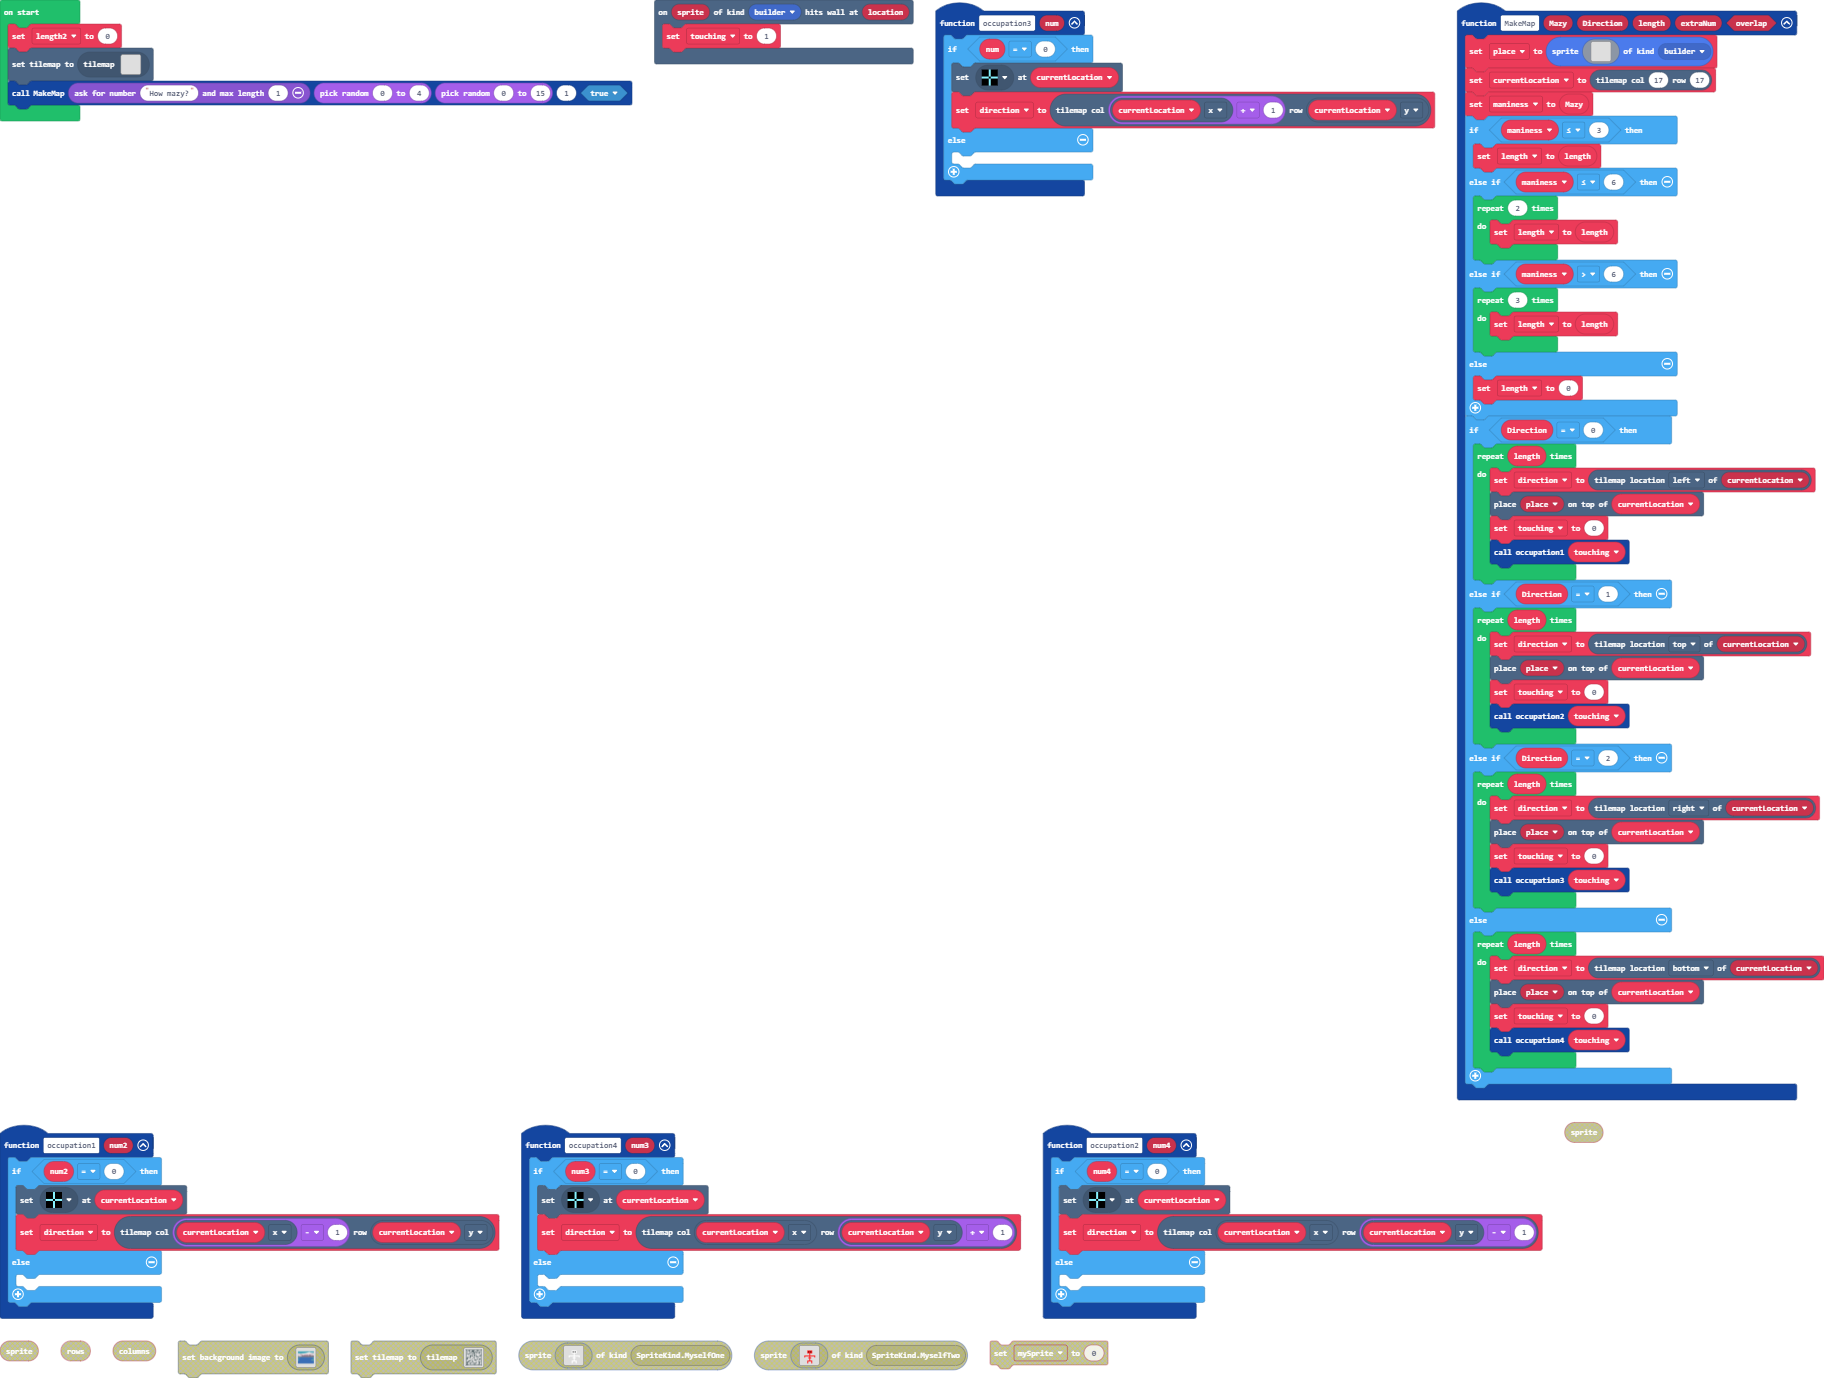 on start
set length2 to 0
set tilemap to tilemap
call MakeMap ask for number "How mazy?" and max length 1 pick random 0 to 4 pick random 0 to 15 1 true
on sprite of kind builder hits wall at location
set touching to 1
function occupation3 num
if num = 0 then
set at currentLocation
set direction to tilemap col currentLocation x + 1 row currentLocation y
else
function MakeMap Mazy Direction length extraNum overlap
set place to sprite of kind builder
set currentLocation to tilemap col 17 row 17
set maniness to Mazy
if maniness ≤ 3 then
set length to length
else if maniness ≤ 6 then
repeat 2 times
do set length to length
else if maniness > 6 then
repeat 3 times
do set length to length
else
set length to 0
if Direction = 0 then
repeat length times
do set direction to tilemap location left of currentLocation
place place on top of currentLocation
set touching to 0
call occupation1 touching
else if Direction = 1 then
repeat length times
do set direction to tilemap location top of currentLocation
place place on top of currentLocation
set touching to 0
call occupation2 touching
else if Direction = 2 then
repeat length times
do set direction to tilemap location right of currentLocation
place place on top of currentLocation
set touching to 0
call occupation3 touching
else
repeat length times
do set direction to tilemap location bottom of currentLocation
place place on top of currentLocation
set touching to 0
call occupation4 touching
sprite
function occupation1 num2
if num2 = 0 then
set at currentLocation
set direction to tilemap col currentLocation x - 1 row currentLocation y
else
function occupation4 num3
if num3 = 0 then
set at currentLocation
set direction to tilemap col currentLocation x row currentLocation y + 1
else
function occupation2 num4
if num4 = 0 then
set at currentLocation
set direction to tilemap col currentLocation x row currentLocation y - 1
else
sprite
rows
columns
set background image to
set tilemap to tilemap
sprite of kind SpriteKind.MyselfOne
sprite of kind SpriteKind.MyselfTwo
set mySprite to 0